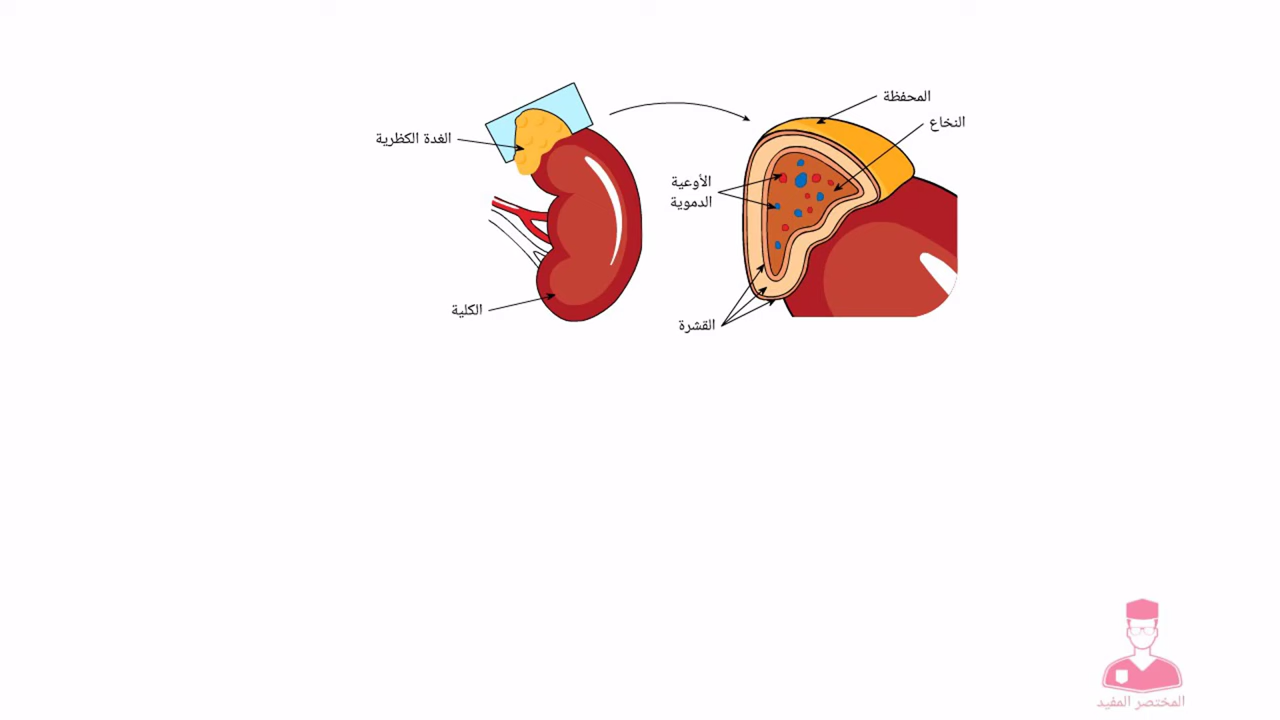 المحفظة
النخاع
الغدة الكظرية
الأوعية
الدموية
الكلية
القشرة
المختصر المفيد